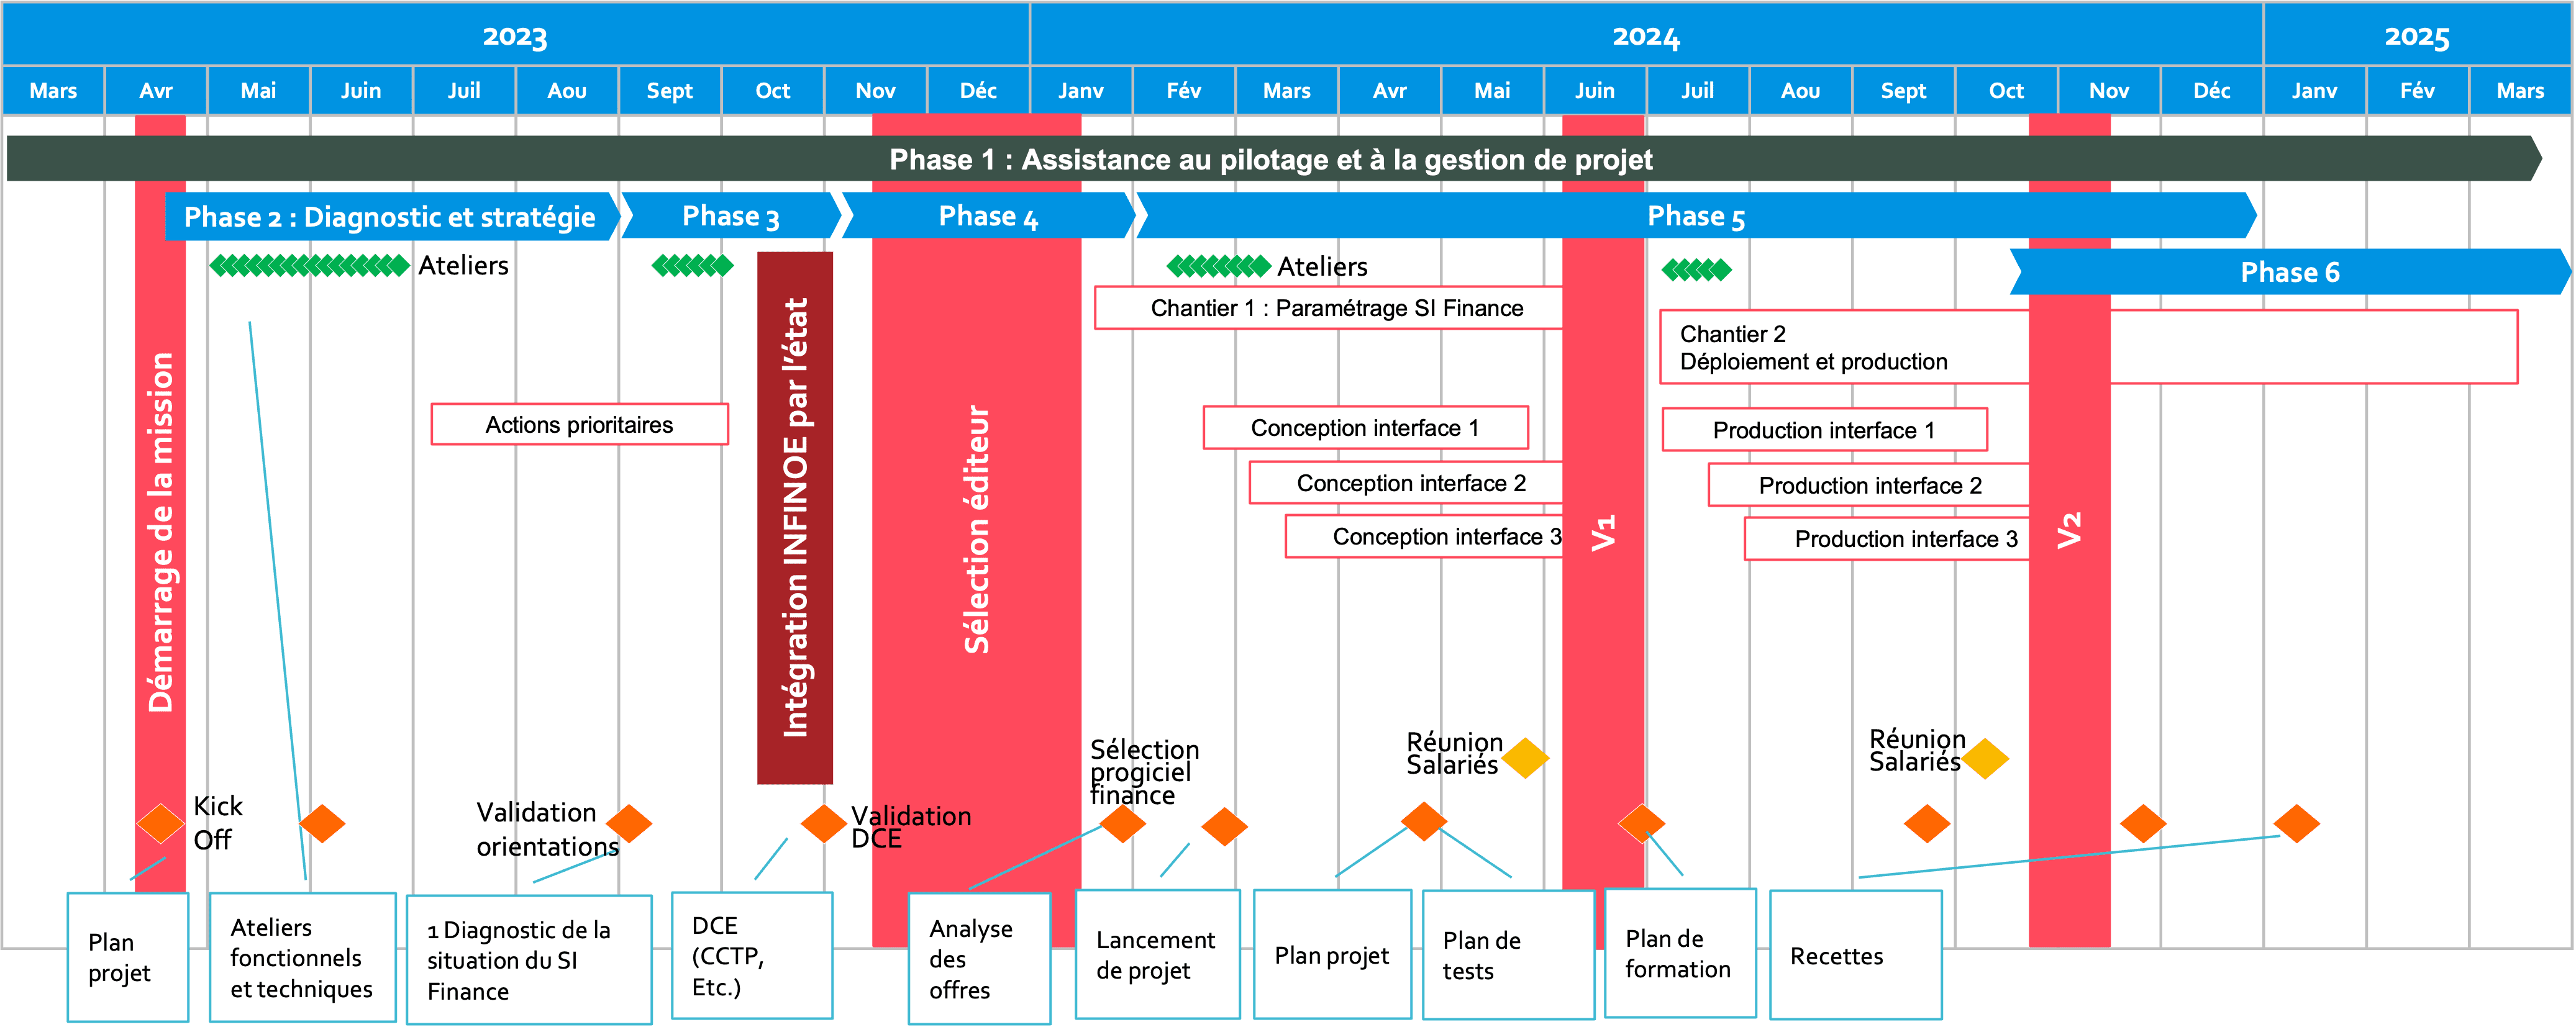 2023
2024
2025
Mars
Avr
Mai
Juin
Juil
Aou
Sept
Oct
Nov
Déc
Janv
Fév
Mars
Avr
Mai
Juin
Juil
Aou
Sept
Oct
Nov
Déc
Janv
Fév
Mars
Phase 1 : Assistance au pilotage et à la gestion de projet
Phase 2 : Diagnostic et stratégie
Phase 3
Phase 4
Phase 5
Ateliers
Ateliers
Phase 6
Chantier 1 : Paramétrage SI Finance
Chantier 2
Déploiement et production
Démarrage de la mission
Intégration INFINOE par l'état
Sélection éditeur
Actions prioritaires
Conception interface 1
Conception interface 2
Conception interface 3
V1
Production interface 1
Production interface 2
Production interface 3
V2
Kick
Off
Validation
orientations
Validation
DCE
Sélection
progiciel
finance
Réunion
Salariés
Réunion
Salariés
Plan
projet
Ateliers
fonctionnels
et techniques
1 Diagnostic de la
situation du SI
Finance
DCE
(CCTP,
Etc.)
Analyse
des
offres
Lancement
de projet
Plan projet
Plan de
tests
Plan de
formation
Recettes